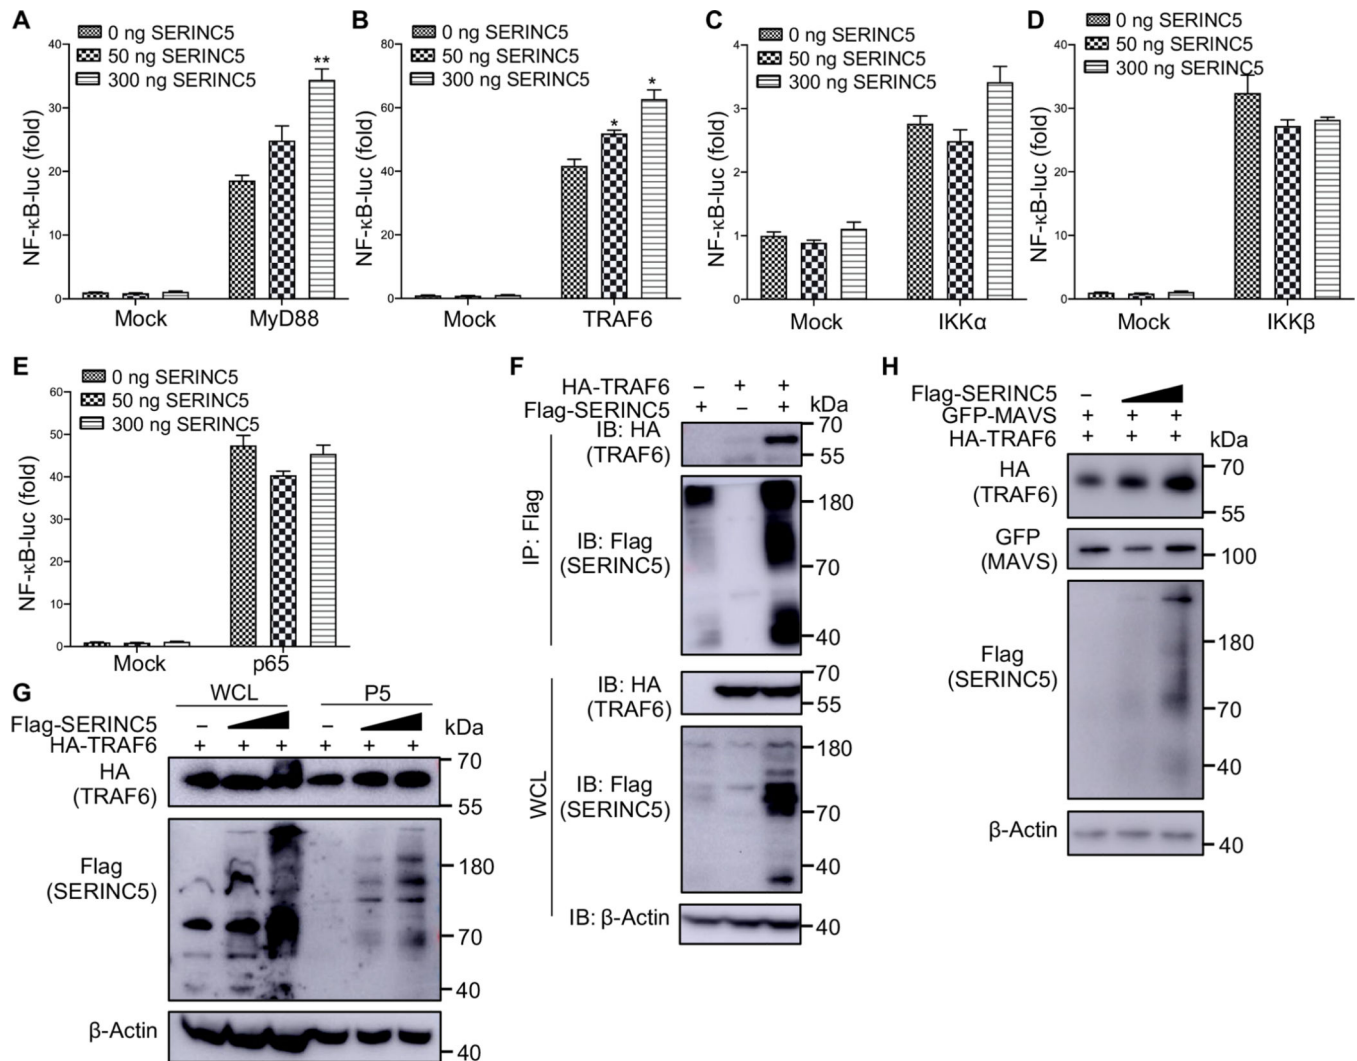 A
0 ng SERINC5
50 ng SERINC5
300 ng SERINC5
NF-κB-luc (fold)
40
30
20
10
0
**
Mock
MyD88
B
0 ng SERINC5
50 ng SERINC5
300 ng SERINC5
NF-κB-luc (fold)
80
60
40
20
0
*
*
Mock
TRAF6
C
0 ng SERINC5
50 ng SERINC5
300 ng SERINC5
NF-κB-luc (fold)
4
3
2
1
0
Mock
IKKα
D
0 ng SERINC5
50 ng SERINC5
300 ng SERINC5
NF-κB-luc (fold)
40
30
20
10
0
Mock
IKKβ
E
0 ng SERINC5
50 ng SERINC5
300 ng SERINC5
NF-κB-luc (fold)
60
50
40
30
20
10
0
Mock
p65
F
HA-TRAF6 – + +
Flag-SERINC5 + – + kDa
IP: Flag
IB: HA
(TRAF6)
70
55
IB: Flag
(SERINC5)
180
70
40
WCL
IB: HA
(TRAF6)
70
55
IB: Flag
(SERINC5)
180
70
40
IB: β-Actin
40
G
WCL P5
Flag-SERINC5 – – kDa
HA-TRAF6 + + + + + +
HA
(TRAF6)
70
55
Flag
(SERINC5)
180
70
40
β-Actin
40
H
Flag-SERINC5 –
GFP-MAVS + + +
HA-TRAF6 + + + kDa
HA
(TRAF6)
70
55
GFP
(MAVS)
100
Flag
(SERINC5)
180
70
40
β-Actin
40